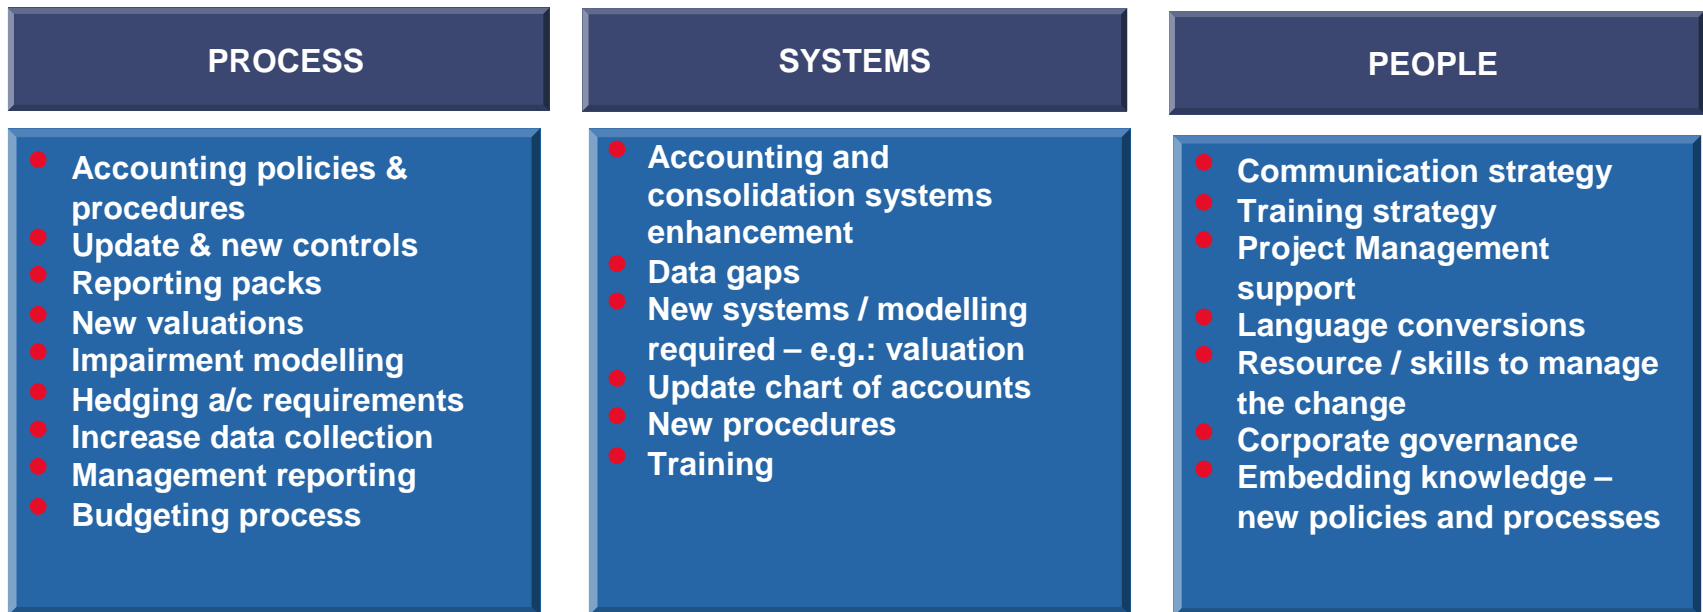 PROCESS
Accounting policies &
procedures
Update & new controls
Reporting packs
New valuations
Impairment modelling
Hedging a/c requirements
Increase data collection
Management reporting
Budgeting process
SYSTEMS
Accounting and
consolidation systems
enhancement
Data gaps
New systems / modelling
required – e.g.: valuation
Update chart of accounts
New procedures
Training
PEOPLE
Communication strategy
Training strategy
Project Management
support
Language conversions
Resource / skills to manage
the change
Corporate governance
Embedding knowledge –
new policies and processes